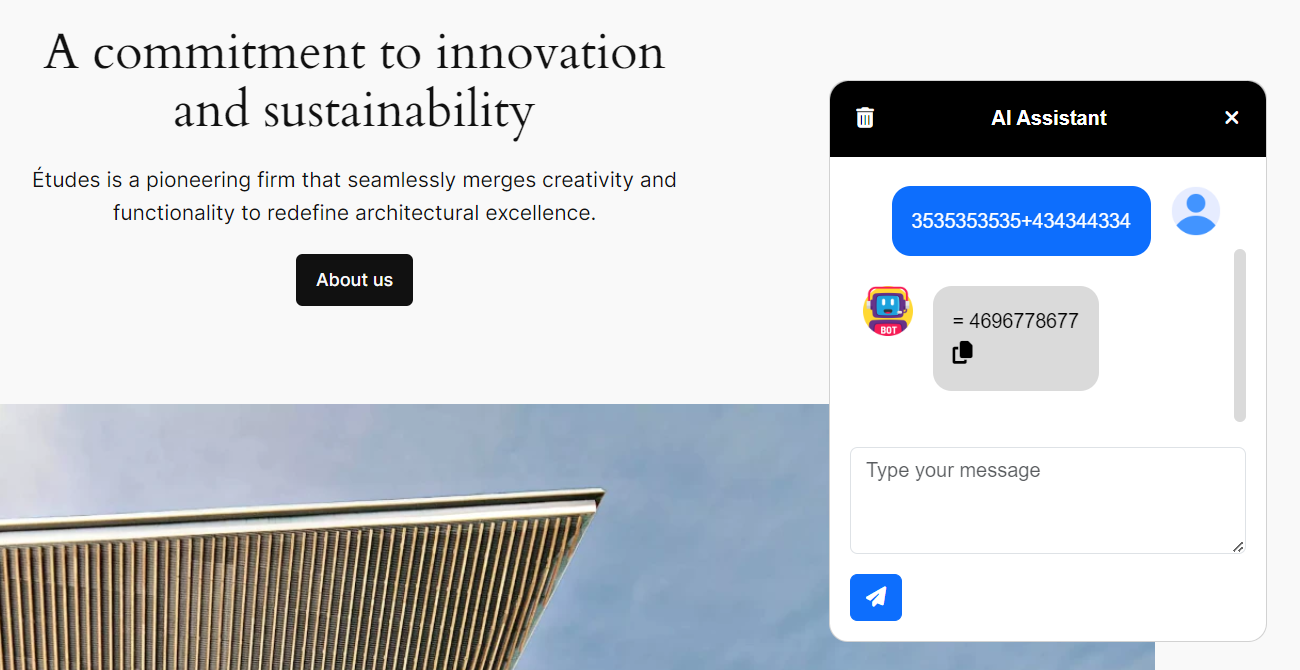 A commitment to innovation
and sustainability
Études is a pioneering firm that seamlessly merges creativity and
functionality to redefine architectural excellence.
About us
AI Assistant
3535353535+434344334
BOT
= 4696778677
Type your message